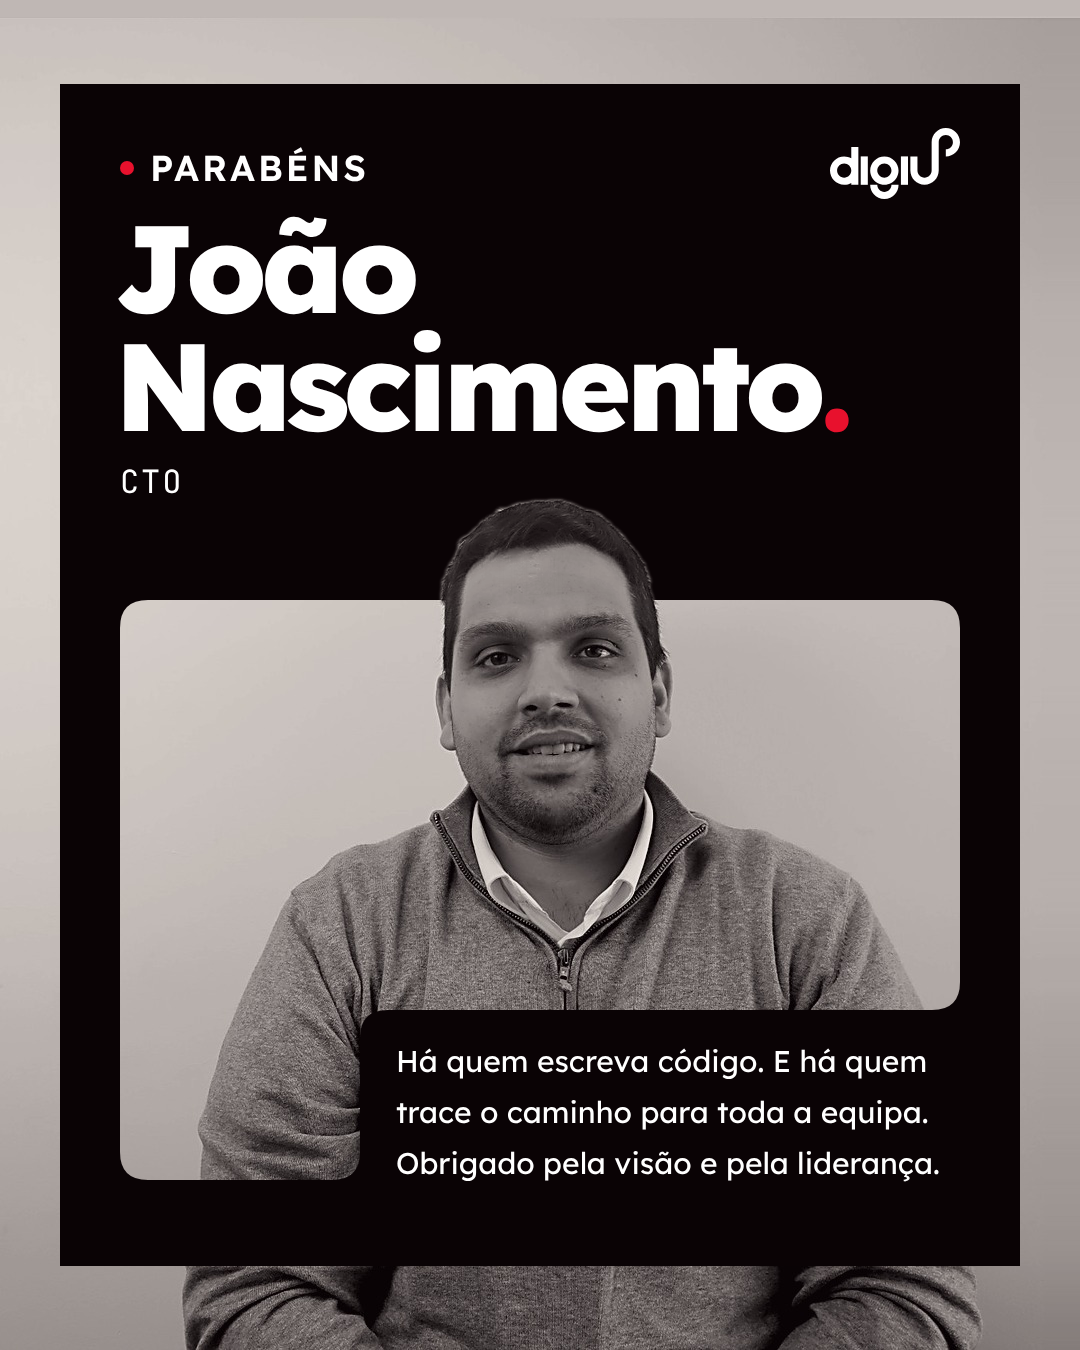 PARABÉNS
digiUP
João
Nascimento.
CTO
Há quem escreva código. E há quem
trace o caminho para toda a equipa.
Obrigado pela visão e pela liderança.